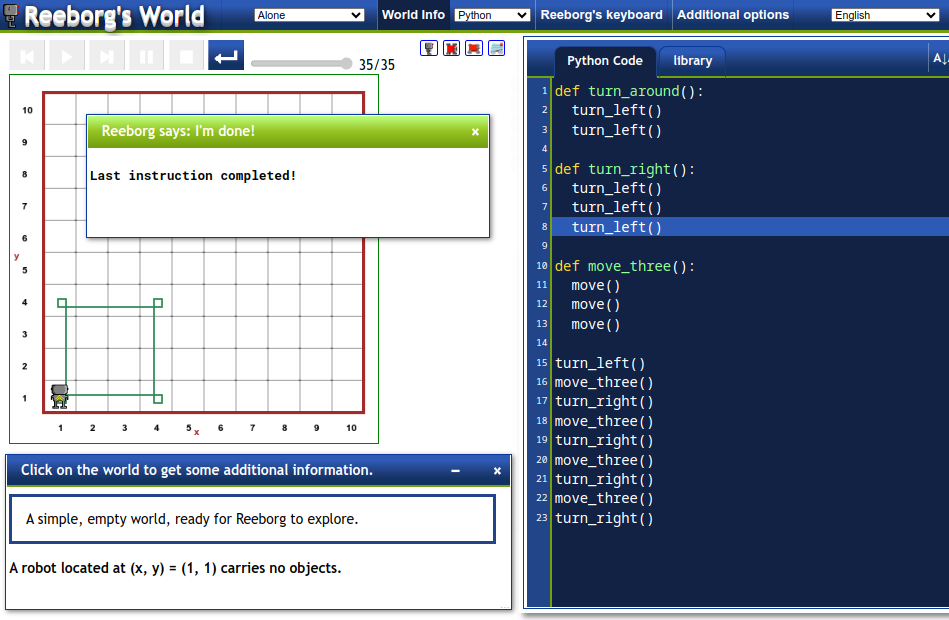 Reeborg's World
Alone
World Info
Python
Reeborg's keyboard
Additional options
English
35/35
Python Code
library
10
9
8
7
6
y
5
4
3
2
1
1 2 3 4 5 x 6 7 8 9 10
Reeborg says: I'm done!
×
Last instruction completed!
Click on the world to get some additional information.
– ×
A simple, empty world, ready for Reeborg to explore.
A robot located at (x, y) = (1, 1) carries no objects.
1 def turn_around():
2 turn_left()
3 turn_left()
4
5 def turn_right():
6 turn_left()
7 turn_left()
8 turn_left()
9
10 def move_three():
11 move()
12 move()
13 move()
14
15 turn_left()
16 move_three()
17 turn_right()
18 move_three()
19 turn_right()
20 move_three()
21 turn_right()
22 move_three()
23 turn_right()